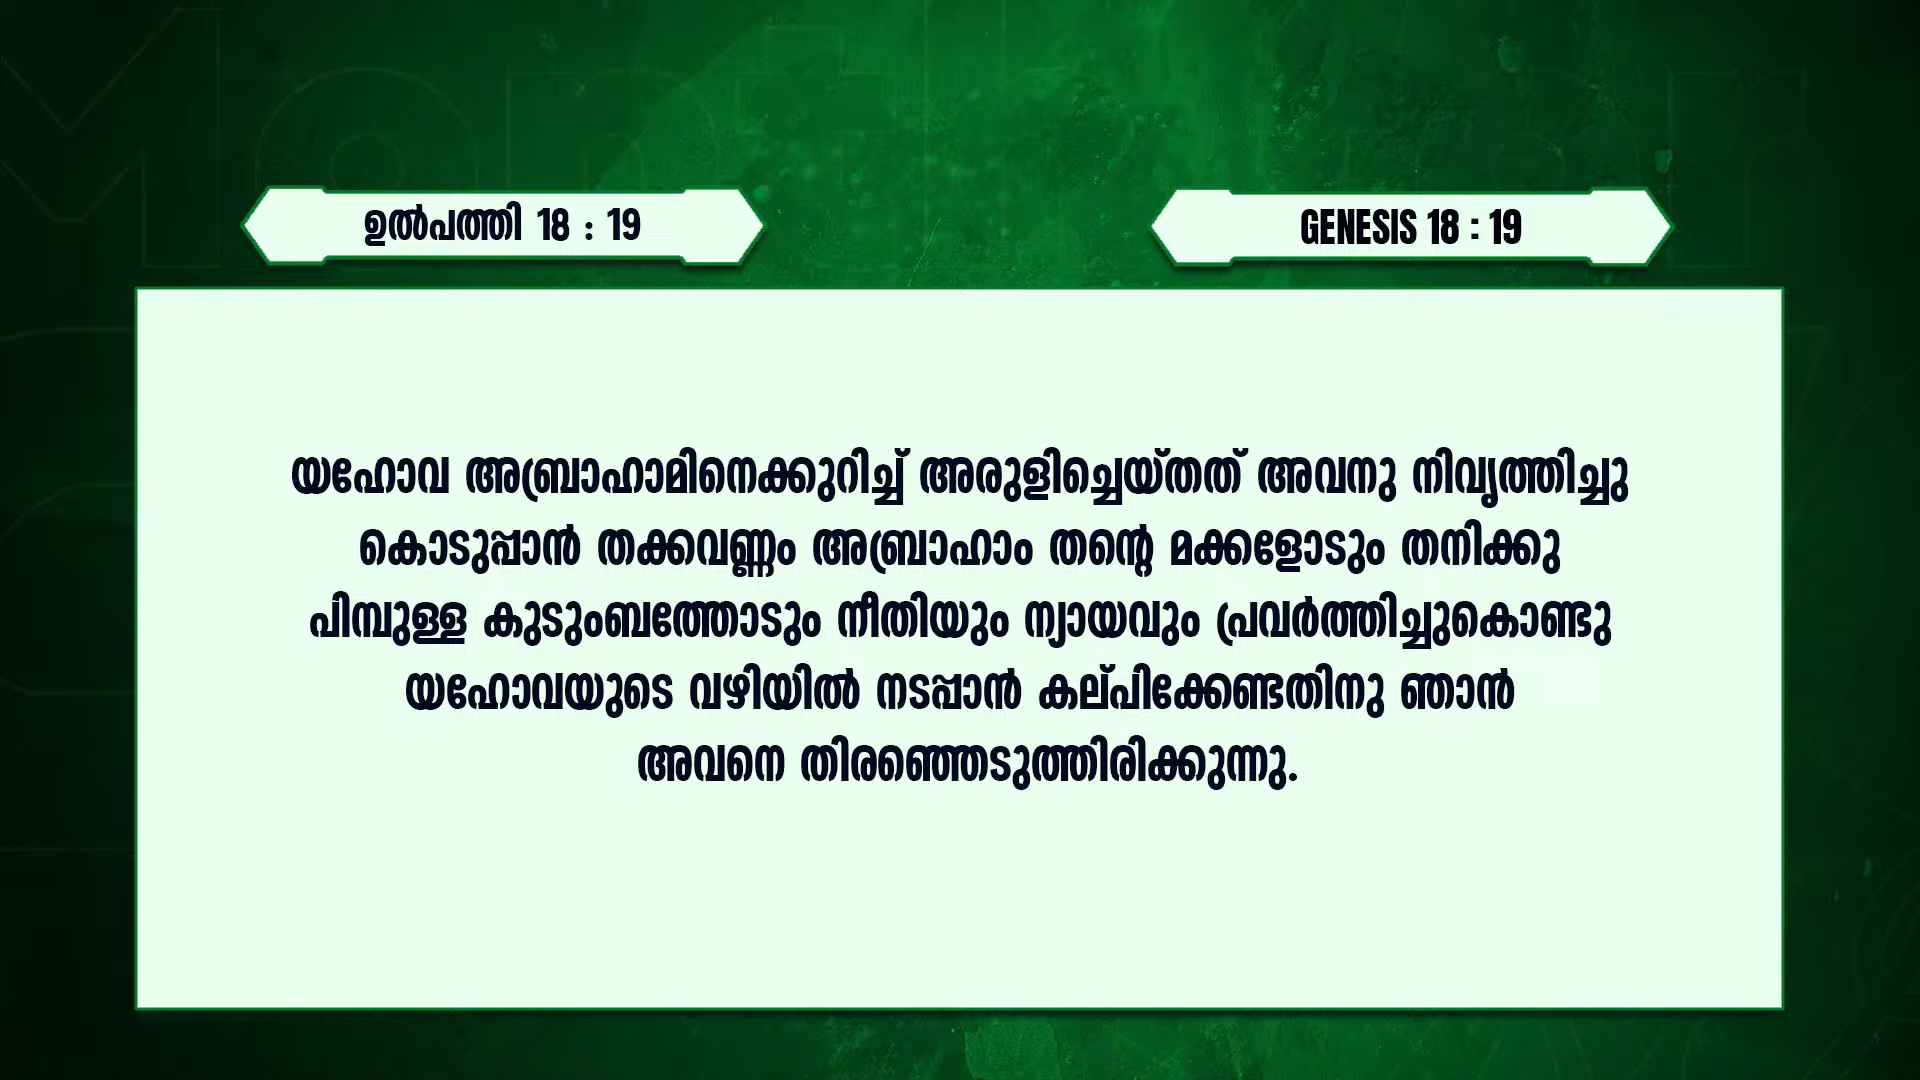 ഉൽപത്തി 18 : 19
GENESIS 18 : 19
യഹോവ അബ്രാഹാമിനെക്കുറിച്ച് അരുളിച്ചെയ്തത് അവനു നിവൃത്തിച്ചു
കൊടുപ്പാൻ തക്കവണ്ണം അബ്രാഹാം തന്റെ മക്കളോടും തനിക്കു
പിമ്പുള്ള കുടുംബത്തോടും നീതിയും ന്യായവും പ്രവർത്തിച്ചുകൊണ്ടു
യഹോവയുടെ വഴിയിൽ നടപ്പാൻ കല്പിക്കേണ്ടതിനു ഞാൻ
അവനെ തിരഞ്ഞെടുത്തിരിക്കുന്നു.